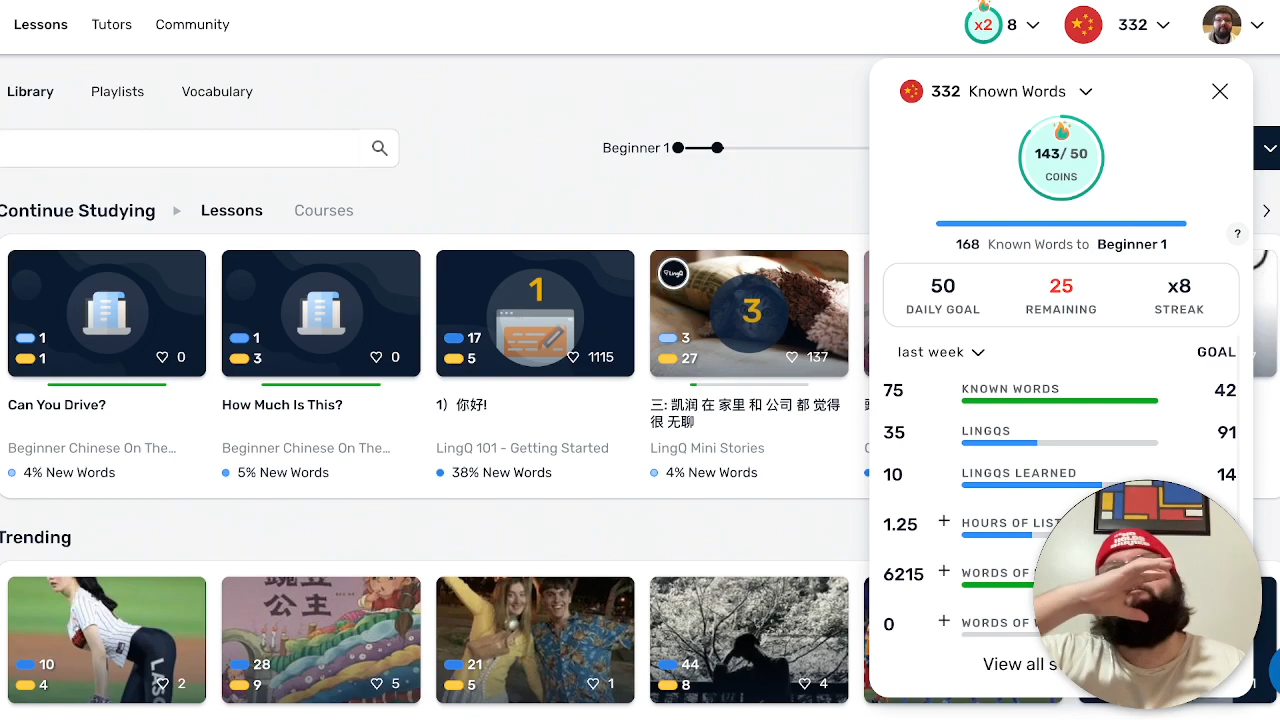 Lessons Tutors Community
x2 8 332
Library Playlists Vocabulary
332 Known Words
143/ 50
COINS
Beginner 1
168 Known Words to Beginner 1
?
Continue Studying Lessons Courses
50 25 x8
DAILY GOAL REMAINING STREAK
last week GOAL
75 KNOWN WORDS 42
35 LINGQS 91
10 LINGQS LEARNED 14
1.25 + HOURS OF LIST
6215 + WORDS OF
0 + WORDS OF
View all
1
1 0
Can You Drive?
Beginner Chinese On The...
4% New Words
1
3 0
How Much Is This?
Beginner Chinese On The...
5% New Words
1
17
5 1115
1）你好!
LingQ 101 - Getting Started
38% New Words
LingQ
3
3
27 137
三: 凯润 在 家里 和 公司 都 觉得
很 无聊
LingQ Mini Stories
4% New Words
Trending
10
4 2
公主
28
9 5
21
5 1
44
8 4